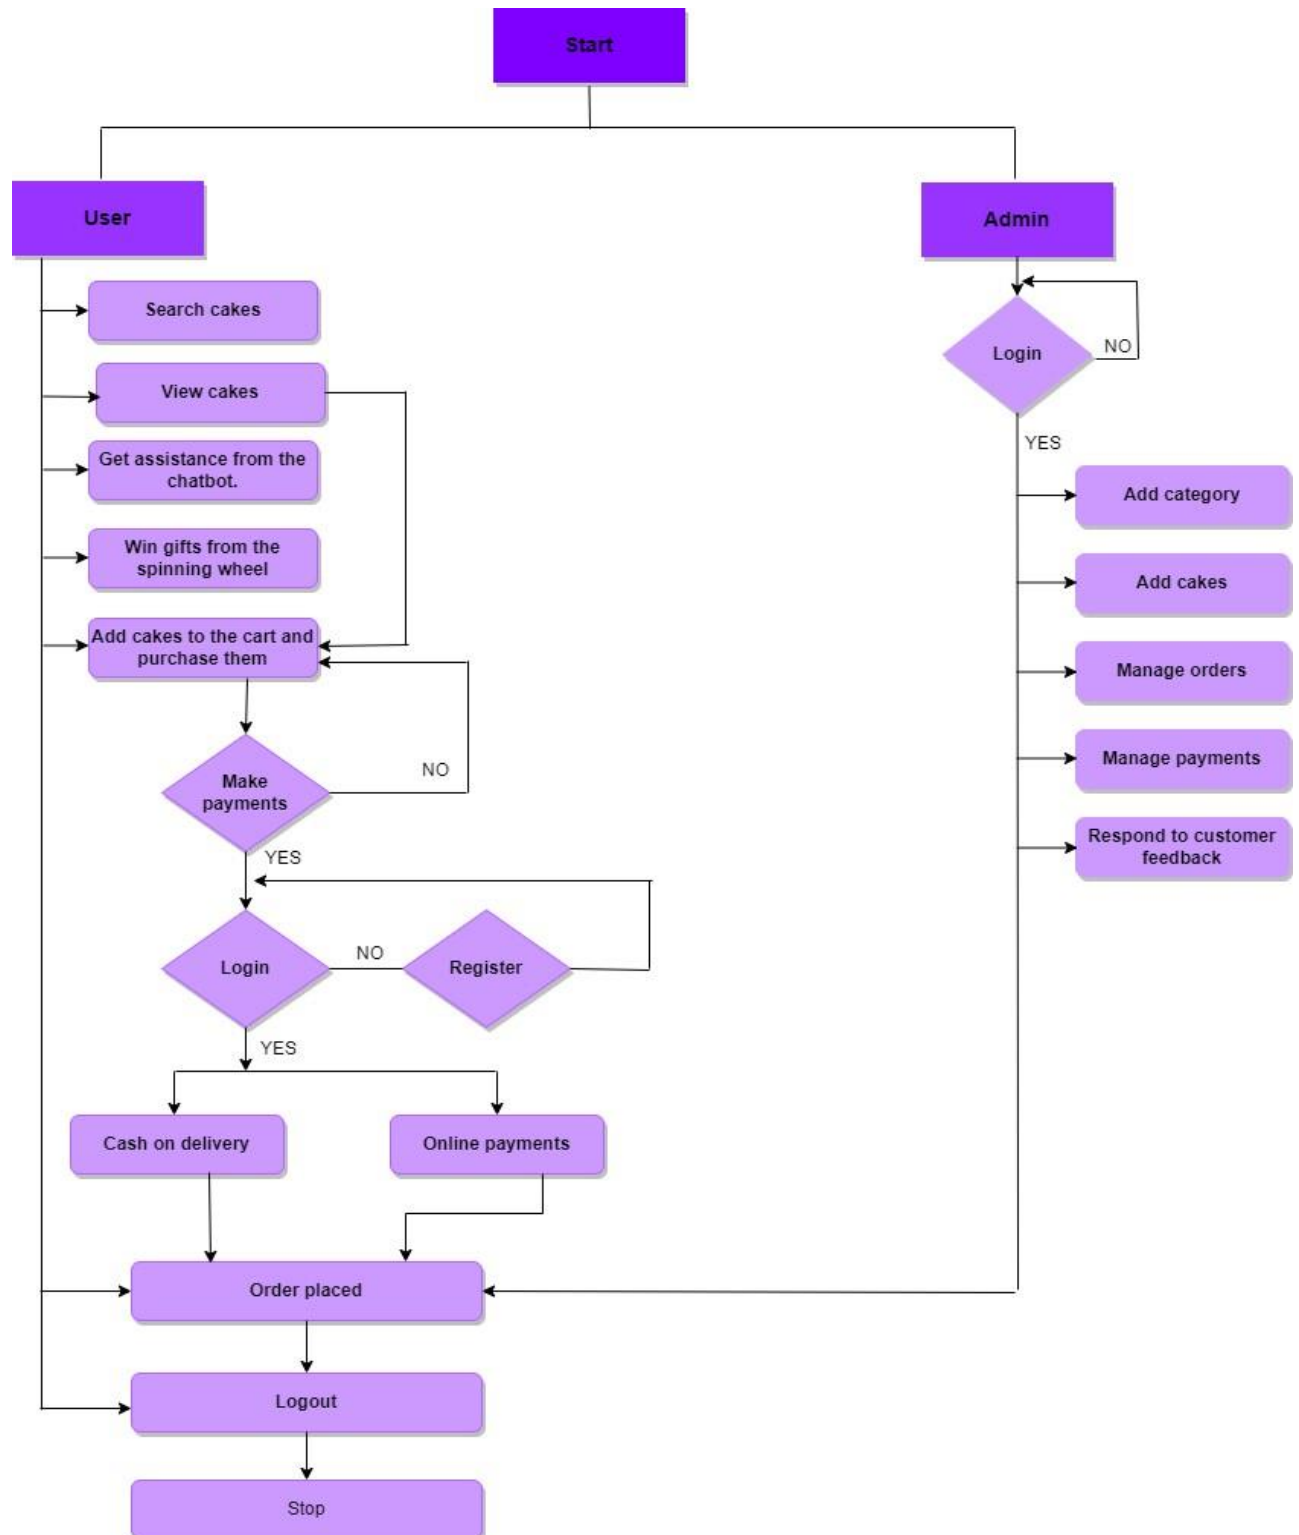 Start
User
Admin
Search cakes
Login
NO
View cakes
YES
Get assistance from the
chatbot.
Add category
Win gifts from the
spinning wheel
Add cakes
Add cakes to the cart and
purchase them
Manage orders
Make
payments
NO
Manage payments
YES
Respond to customer
feedback
Login
NO
Register
YES
Cash on delivery
Online payments
Order placed
Logout
Stop